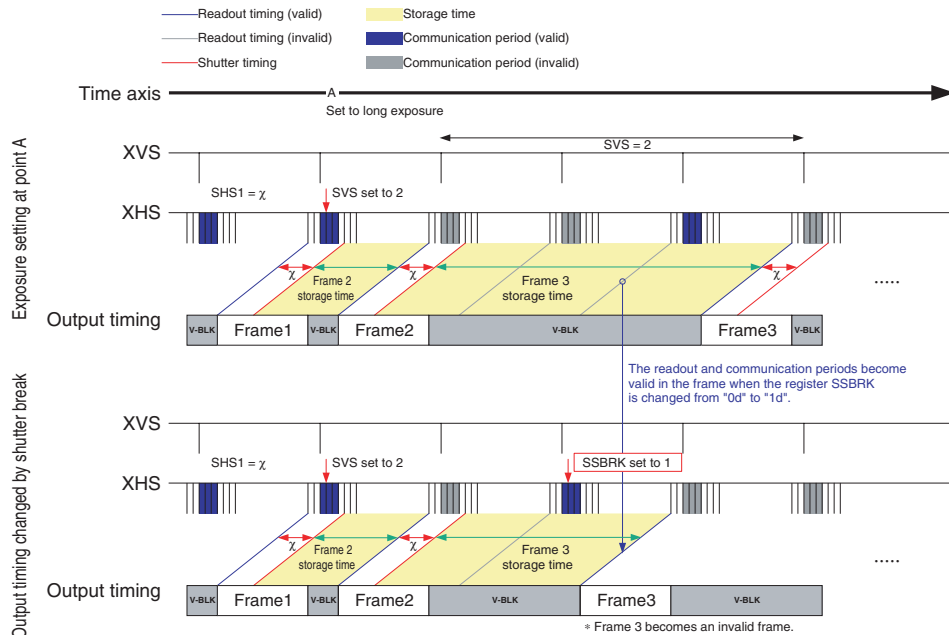 Readout timing (valid)
Storage time
Readout timing (invalid)
Communication period (valid)
Shutter timing
Communication period (invalid)
Time axis
A
Set to long exposure
Exposure setting at point A
XVS
SVS = 2
SHS1 = χ
SVS set to 2
XHS
χ
Frame 2
storage time
χ
Frame 3
storage time
χ
.....
Output timing
V-BLK
Frame1
V-BLK
Frame2
V-BLK
Frame3
V-BLK
The readout and communication periods become
valid in the frame when the register SSBRK
is changed from "0d" to "1d".
Output timing changed by shutter break
XVS
SHS1 = χ
SVS set to 2
SSBRK set to 1
XHS
χ
Frame 2
storage time
χ
Frame 3
storage time
.....
Output timing
V-BLK
Frame1
V-BLK
Frame2
V-BLK
Frame3
V-BLK
* Frame 3 becomes an invalid frame.